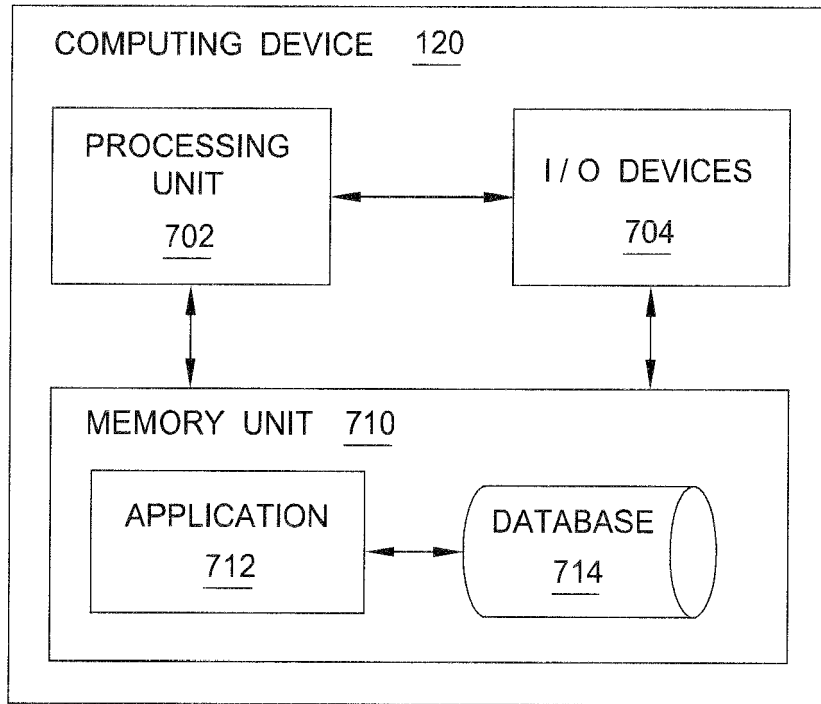 COMPUTING DEVICE 120
PROCESSING
UNIT
702
I / O DEVICES
704
MEMORY UNIT 710
APPLICATION
712
DATABASE
714